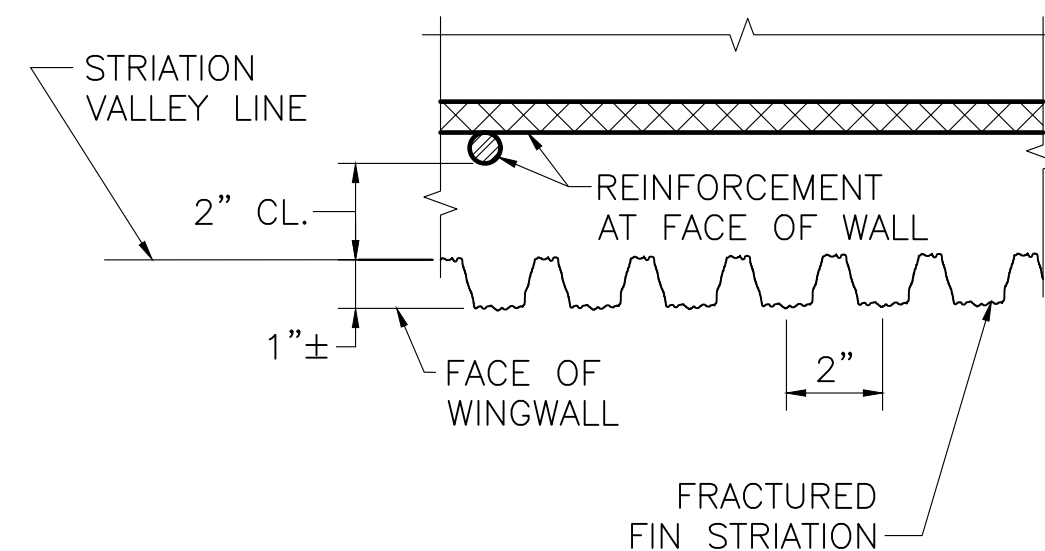 STRIATION
VALLEY LINE
2” CL.
REINFORCEMENT
AT FACE OF WALL
1”±
FACE OF
WINGWALL
2”
FRACTURED
FIN STRIATION